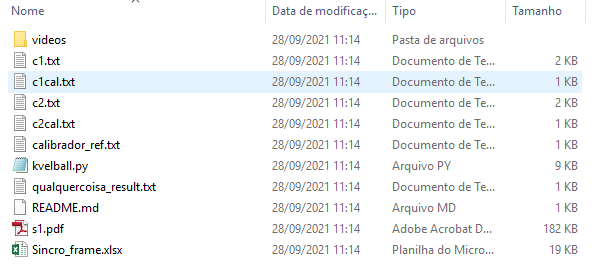 Nome Data de modificaç... Tipo Tamanho
videos 28/09/2021 11:14 Pasta de arquivos
c1.txt 28/09/2021 11:14 Documento de Te... 2 KB
c1cal.txt 28/09/2021 11:14 Documento de Te... 1 KB
c2.txt 28/09/2021 11:14 Documento de Te... 2 KB
c2cal.txt 28/09/2021 11:14 Documento de Te... 1 KB
calibrador_ref.txt 28/09/2021 11:14 Documento de Te... 1 KB
kvelball.py 28/09/2021 11:14 Arquivo PY 9 KB
qualquercoisa_result.txt 28/09/2021 11:14 Documento de Te... 1 KB
README.md 28/09/2021 11:14 Arquivo MD 1 KB
s1.pdf 28/09/2021 11:14 Adobe Acrobat D... 182 KB
Sincro_frame.xlsx 28/09/2021 11:14 Planilha do Micro... 19 KB